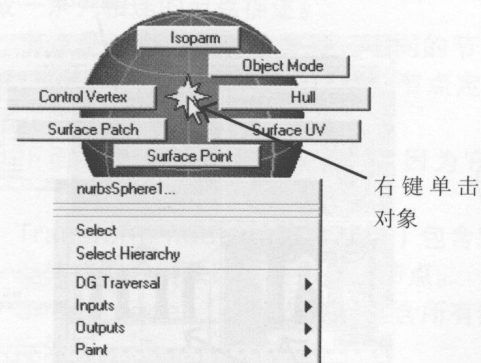 Isoparm
Object Mode
Control Vertex
Hull
Surface Patch
Surface UV
Surface Point
右键单击
对象
nurbsSphere1...
Select
Select Hierarchy
DG Traversal
Inputs
Outputs
Paint